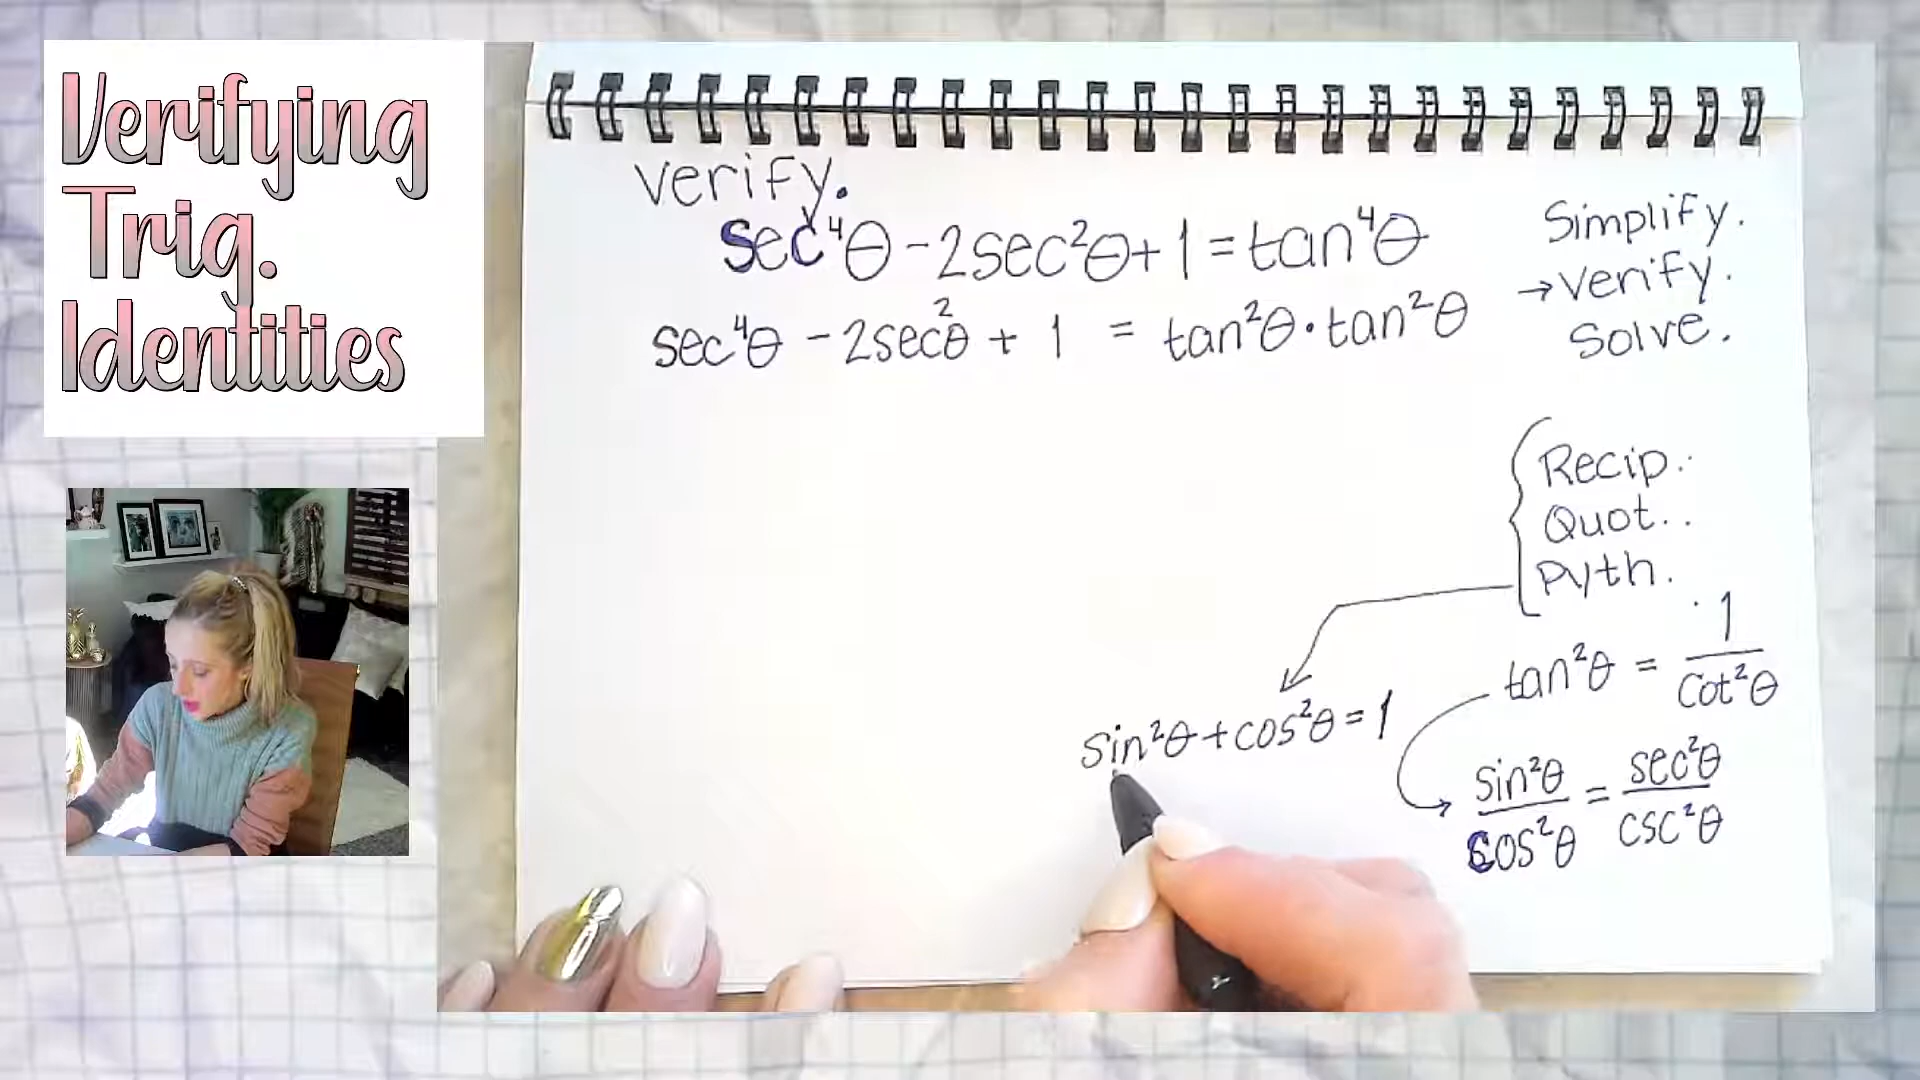 Verifying
Trig.
Identities
verify.
sec⁴θ - 2sec²θ + 1 = tan⁴θ
sec⁴θ - 2sec²θ + 1 = tan²θ · tan²θ
Simplify.
→ verify.
Solve.
Recip.
Quot..
Pyth.
tan²θ = 1/cot²θ
sin²θ + cos²θ = 1
sin²θ/cos²θ = sec²θ/csc²θ